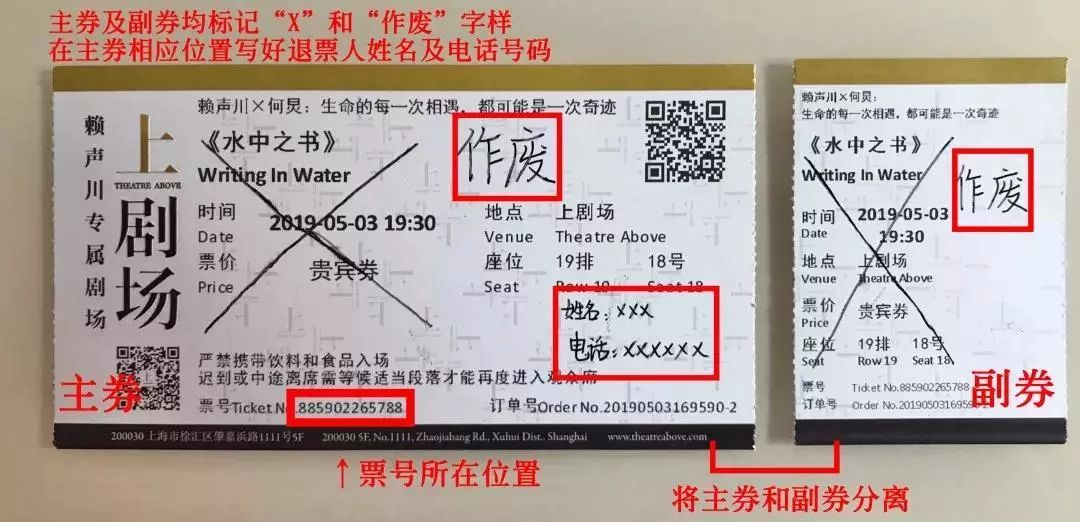 主券及副券均标记“X”和“作废”字样
在主券相应位置写好退票人姓名及电话号码
赖声川专属剧场
上
THEATRE ABOVE
剧场
主券
赖声川×何炅：生命的每一次相遇，都可能是一次奇迹
《水中之书》
Writing In Water
作废
时间 2019-05-03 19:30 地点 上剧场
Date Venue Theatre Above
票价 贵宾券 座位 19排 18号
Price Seat Row 19 Seat 18
姓名：XXX
电话：XXXXXX
严禁携带饮料和食品入场
迟到或中途离席需等候适当段落才能再度进入观众席
票号Ticket No.885902265788 订单号Order No.20190503169590-2
200030 上海市徐汇区肇嘉浜路1111号5F 200030 5F, No.1111, Zhaojiabang Rd., Xuhui Dist., Shanghai www.theatreabove.com
↑票号所在位置
赖声川×何炅：
生命的每一次相遇，都可能是一次奇迹
《水中之书》
Writing In Water
作废
时间 2019-05-03
Date 19:30
地点 上剧场
Venue Theatre Above
票价 贵宾券
Price
座位 19排 18号
Seat Row 19 Seat 18
票号 Ticket No.885902265788
订单号 Order No.20190503169590-2
副券
将主券和副券分离